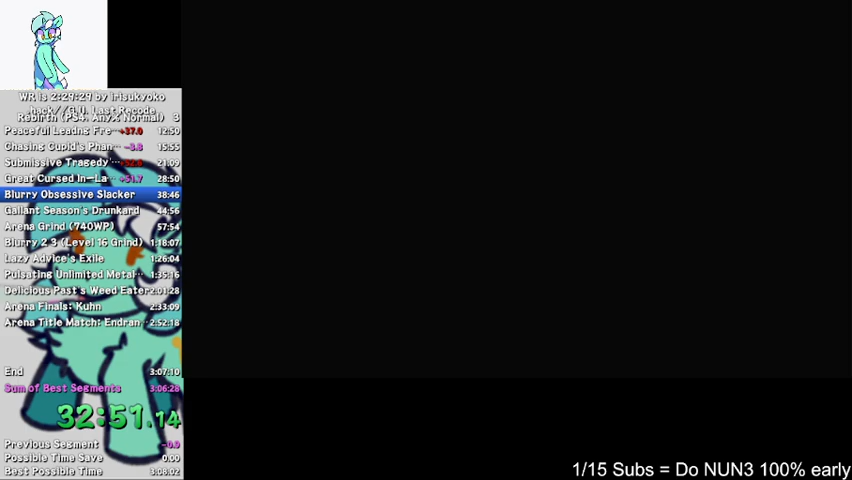 WR is 2:29:29 by irisukyoko
.hack//G.U. Last Recode
Rebirth (PS4, Any% Normal) 3
Peaceful Leadng Fre... +37.0 12:50
Chasing Cupid's Phan... -3.8 15:55
Submissive Tragedy'... 21:09
Great Cursed In-La... +51.7 28:50
Blurry Obsessive Slacker 38:46
Gallant Season's Drunkard 44:56
Arena Grind (740WP) 57:54
Blurry 2 3 (Level 16 Grind) 1:18:07
Lazy Advice's Exile 1:26:04
Pulsating Unlimited Metal... 1:35:16
Delicious Past's Weed Eater 2:01:28
Arena Finals: Kuhn 2:33:09
Arena Title Match: Endran... 2:52:18
End 3:07:10
Sum of Best Segments 3:06:28
32:51.14
Previous Segment -0.9
Possible Time Save 0.00
Best Possible Time 3:08:02
1/15 Subs = Do NUN3 100% early